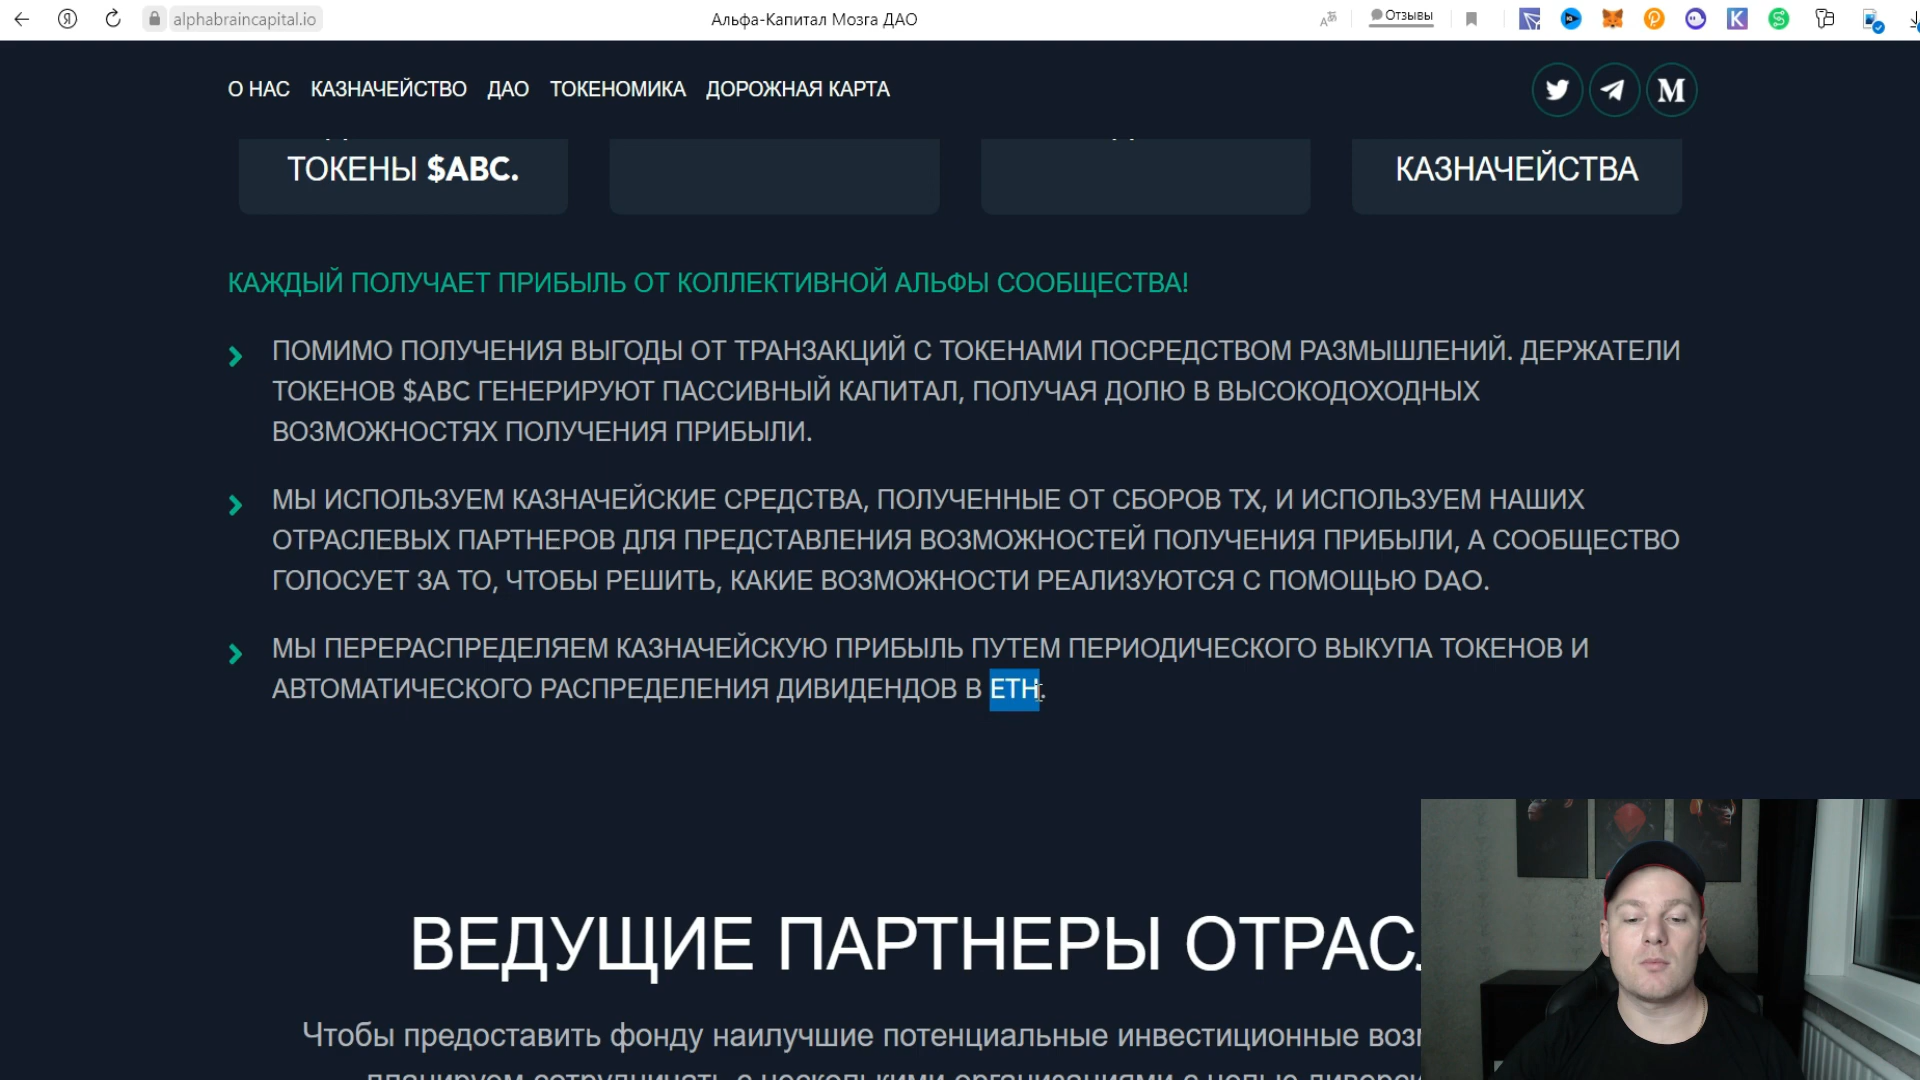 alphabraincapital.io
Альфа-Капитал Мозга ДАО
Отзывы
О НАС КАЗНАЧЕЙСТВО ДАО ТОКЕНОМИКА ДОРОЖНАЯ КАРТА
ТОКЕНЫ $ABC.
КАЗНАЧЕЙСТВА
КАЖДЫЙ ПОЛУЧАЕТ ПРИБЫЛЬ ОТ КОЛЛЕКТИВНОЙ АЛЬФЫ СООБЩЕСТВА!
ПОМИМО ПОЛУЧЕНИЯ ВЫГОДЫ ОТ ТРАНЗАКЦИЙ С ТОКЕНАМИ ПОСРЕДСТВОМ РАЗМЫШЛЕНИЙ. ДЕРЖАТЕЛИ
ТОКЕНОВ $ABC ГЕНЕРИРУЮТ ПАССИВНЫЙ КАПИТАЛ, ПОЛУЧАЯ ДОЛЮ В ВЫСОКОДОХОДНЫХ
ВОЗМОЖНОСТЯХ ПОЛУЧЕНИЯ ПРИБЫЛИ.
МЫ ИСПОЛЬЗУЕМ КАЗНАЧЕЙСКИЕ СРЕДСТВА, ПОЛУЧЕННЫЕ ОТ СБОРОВ TX, И ИСПОЛЬЗУЕМ НАШИХ
ОТРАСЛЕВЫХ ПАРТНЕРОВ ДЛЯ ПРЕДСТАВЛЕНИЯ ВОЗМОЖНОСТЕЙ ПОЛУЧЕНИЯ ПРИБЫЛИ, А СООБЩЕСТВО
ГОЛОСУЕТ ЗА ТО, ЧТОБЫ РЕШИТЬ, КАКИЕ ВОЗМОЖНОСТИ РЕАЛИЗУЮТСЯ С ПОМОЩЬЮ DAO.
МЫ ПЕРЕРАСПРЕДЕЛЯЕМ КАЗНАЧЕЙСКУЮ ПРИБЫЛЬ ПУТЕМ ПЕРИОДИЧЕСКОГО ВЫКУПА ТОКЕНОВ И
АВТОМАТИЧЕСКОГО РАСПРЕДЕЛЕНИЯ ДИВИДЕНДОВ В ETH.
ВЕДУЩИЕ ПАРТНЕРЫ ОТРАС
Чтобы предоставить фонду наилучшие потенциальные инвестиционные воз